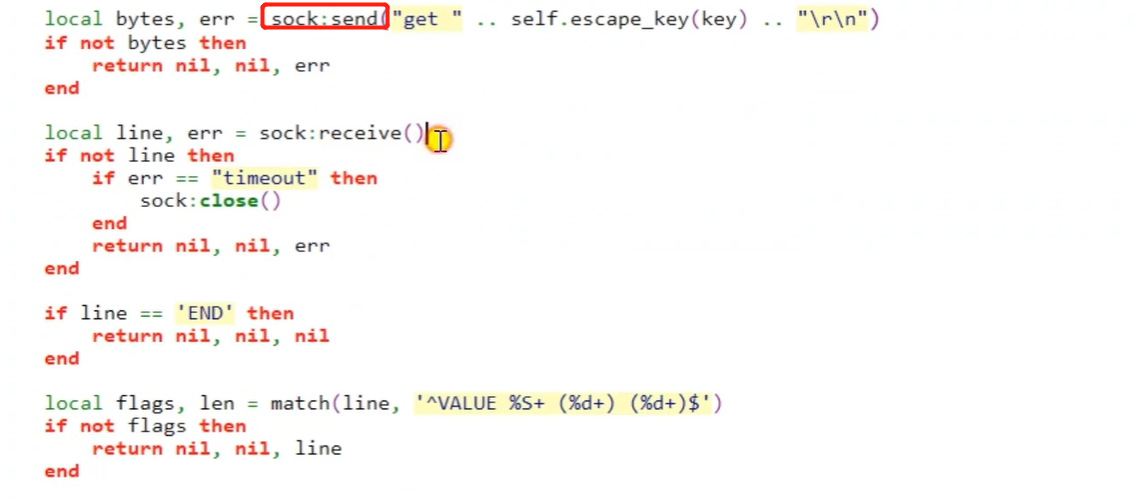 local bytes, err = sock:send("get " .. self.escape_key(key) .. "\r\n")
if not bytes then
    return nil, nil, err
end

local line, err = sock:receive()
if not line then
    if err == "timeout" then
        sock:close()
    end
    return nil, nil, err
end

if line == 'END' then
    return nil, nil, nil
end

local flags, len = match(line, '^VALUE %S+ (%d+) (%d+)$')
if not flags then
    return nil, nil, line
end